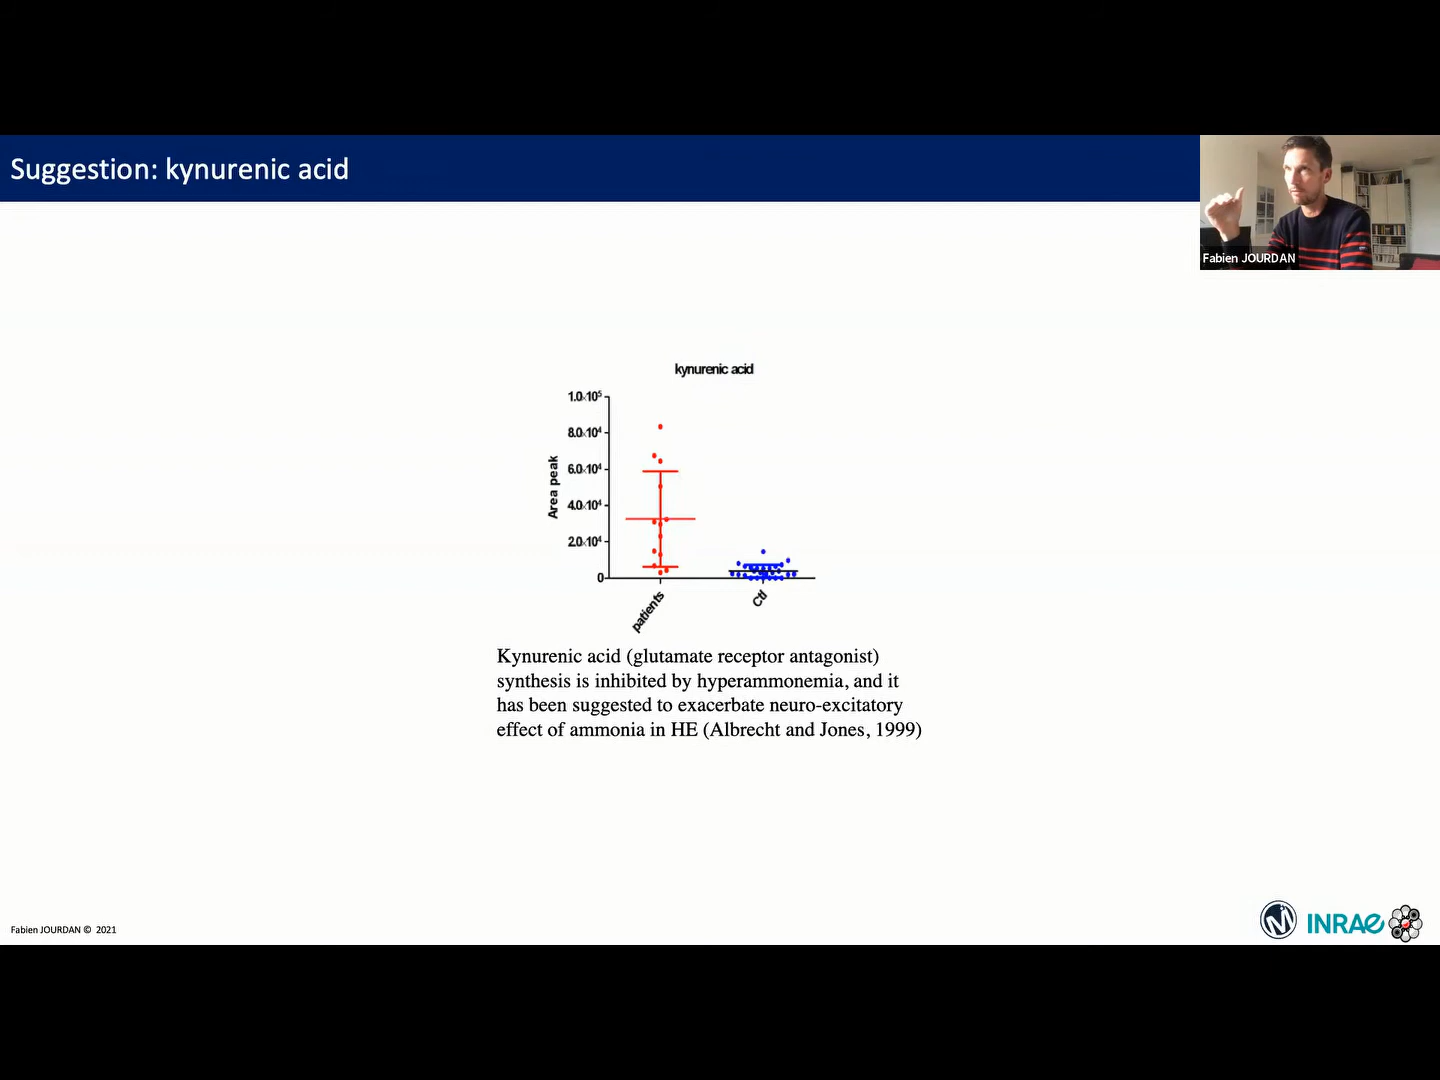 Suggestion: kynurenic acid
Fabien JOURDAN
kynurenic acid
1.0×10⁵
8.0×10⁴
6.0×10⁴
4.0×10⁴
2.0×10⁴
0
Area peak
patients
Ctl
Kynurenic acid (glutamate receptor antagonist)
synthesis is inhibited by hyperammonemia, and it
has been suggested to exacerbate neuro-excitatory
effect of ammonia in HE (Albrecht and Jones, 1999)
Fabien JOURDAN © 2021
M
INRAE